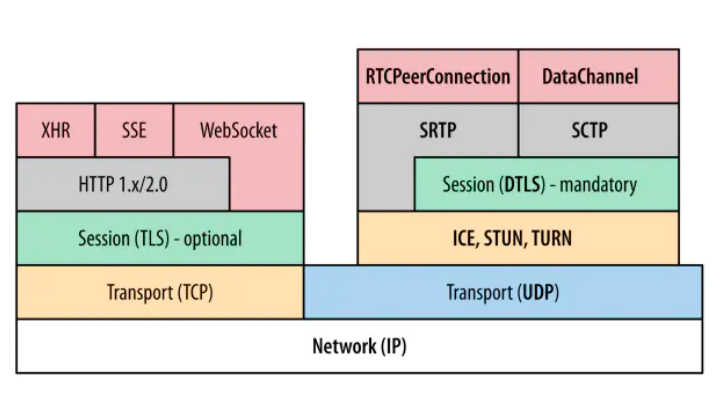 RTCPeerConnection
DataChannel
XHR
SSE
WebSocket
SRTP
SCTP
HTTP 1.x/2.0
Session (DTLS) - mandatory
Session (TLS) - optional
ICE, STUN, TURN
Transport (TCP)
Transport (UDP)
Network (IP)